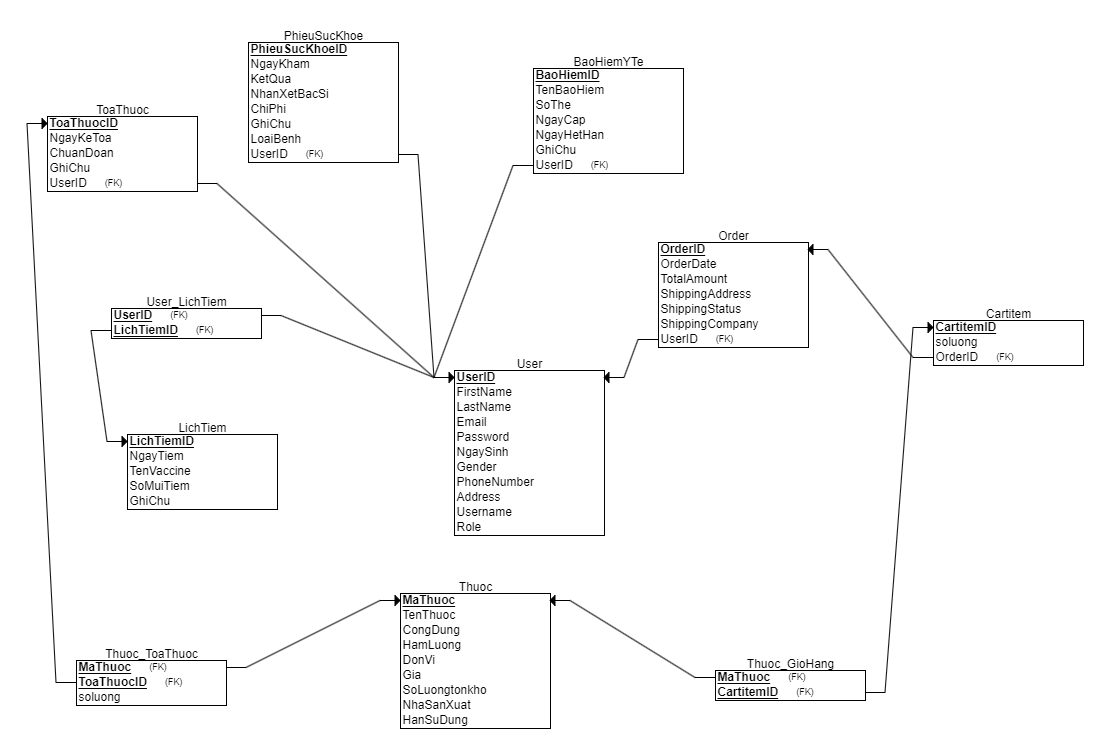 PhieuSucKhoe
PhieuSucKhoeID
NgayKham
KetQua
NhanXetBacSi
ChiPhi
GhiChu
LoaiBenh
UserID (FK)
BaoHiemYTe
BaoHiemID
TenBaoHiem
SoThe
NgayCap
NgayHetHan
GhiChu
UserID (FK)
ToaThuoc
ToaThuocID
NgayKeToa
ChuanDoan
GhiChu
UserID (FK)
Order
OrderID
OrderDate
TotalAmount
ShippingAddress
ShippingStatus
ShippingCompany
UserID (FK)
User_LichTiem
UserID (FK)
LichTiemID (FK)
Cartitem
CartitemID
soluong
OrderID (FK)
User
UserID
FirstName
LastName
Email
Password
NgaySinh
Gender
PhoneNumber
Address
Username
Role
LichTiem
LichTiemID
NgayTiem
TenVaccine
SoMuiTiem
GhiChu
Thuoc
MaThuoc
TenThuoc
CongDung
HamLuong
DonVi
Gia
SoLuongtonkho
NhaSanXuat
HanSuDung
Thuoc_ToaThuoc
MaThuoc (FK)
ToaThuocID (FK)
soluong
Thuoc_GioHang
MaThuoc (FK)
CartitemID (FK)